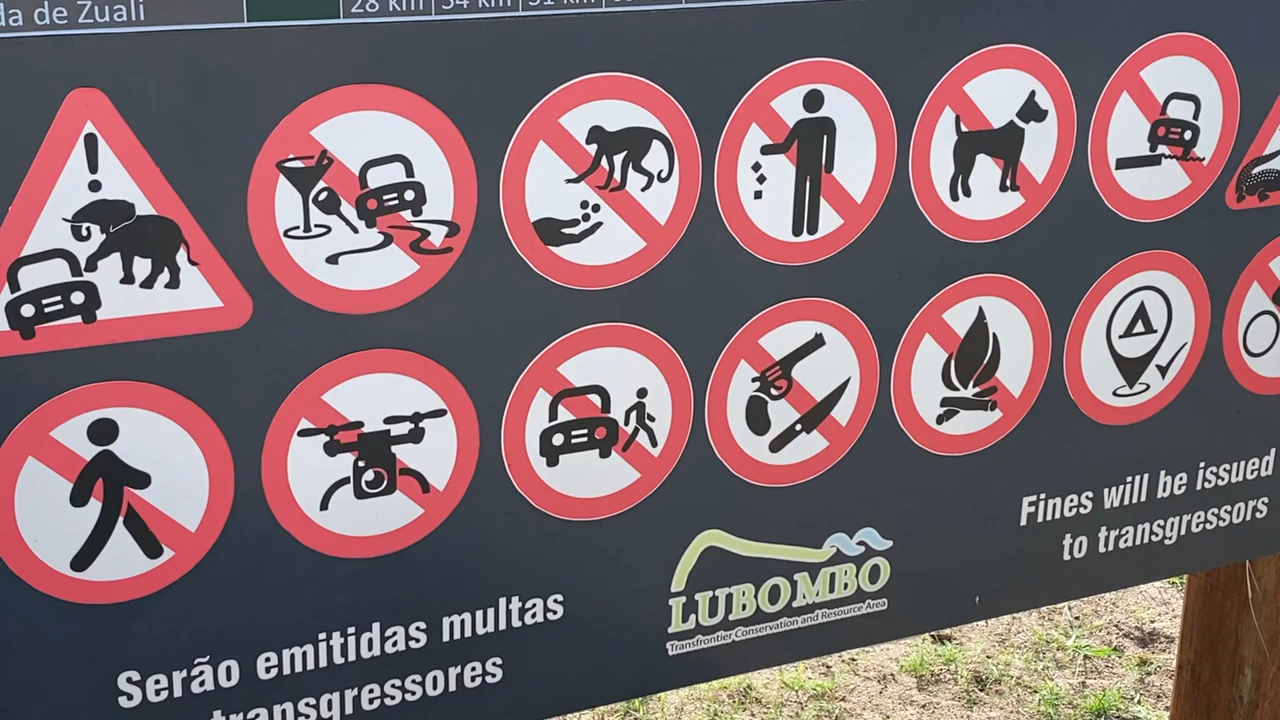 da de Zuali
28 km 34 km 51 km
Serão emitidas multas
transgressores
LUBOMBO
Transfrontier Conservation and Resource Area
Fines will be issued
to transgressors